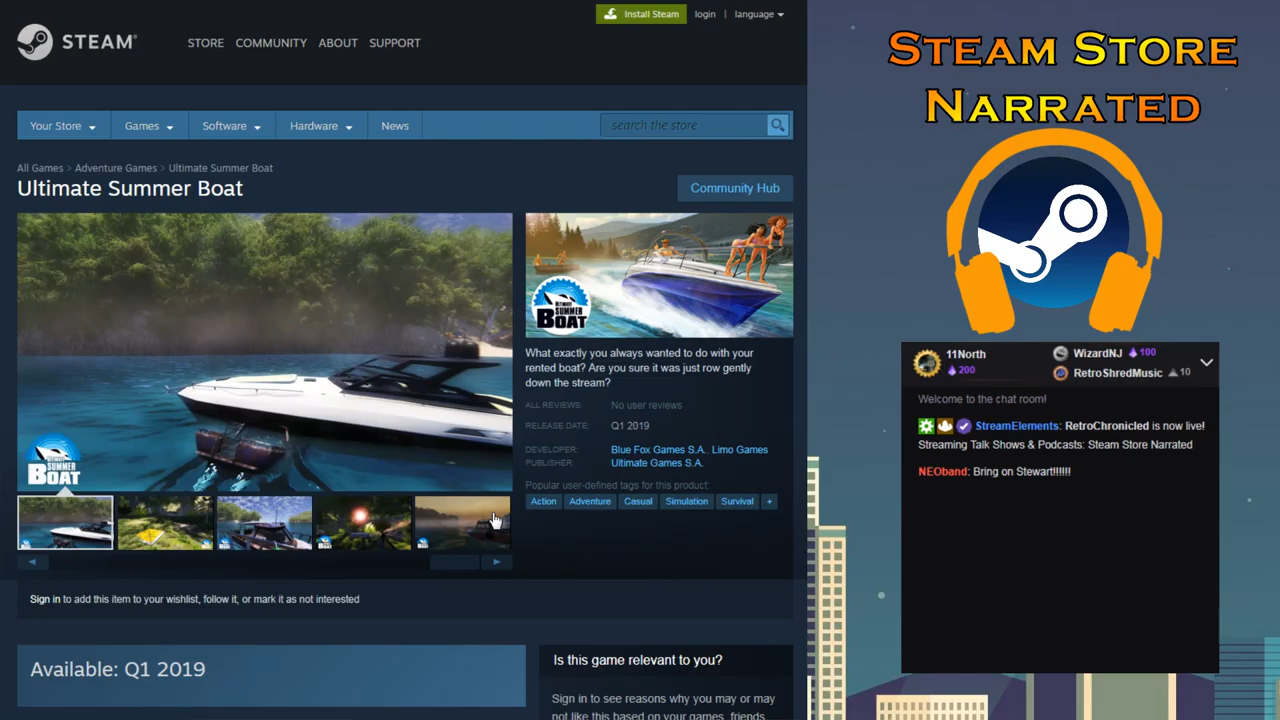 Install Steam
login | language
STEAM®
STORE COMMUNITY ABOUT SUPPORT
Your Store Games Software Hardware News
search the store
All Games > Adventure Games > Ultimate Summer Boat
Ultimate Summer Boat
Community Hub
ULTIMATE
SUMMER
BOAT
ULTIMATE
SUMMER
BOAT
What exactly you always wanted to do with your
rented boat? Are you sure it was just row gently
down the stream?
ALL REVIEWS: No user reviews
RELEASE DATE: Q1 2019
DEVELOPER: Blue Fox Games S.A., Limo Games
PUBLISHER: Ultimate Games S.A.
Popular user-defined tags for this product:
Action Adventure Casual Simulation Survival +
Sign in to add this item to your wishlist, follow it, or mark it as not interested
Available: Q1 2019
Is this game relevant to you?
Sign in to see reasons why you may or may
not like this based on your games, friends,
STEAM STORE
NARRATED
11North
200
WizardNJ 100
RetroShredMusic 10
Welcome to the chat room!
StreamElements: RetroChronicled is now live!
Streaming Talk Shows & Podcasts: Steam Store Narrated
NEOband: Bring on Stewart!!!!!!